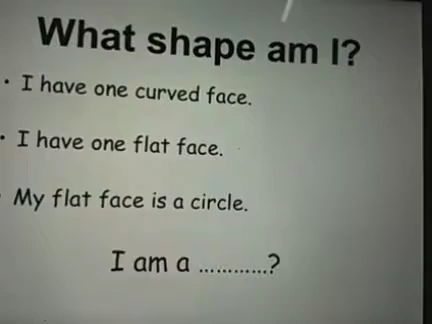 What shape am I?
• I have one curved face.
• I have one flat face.
My flat face is a circle.
I am a ............?